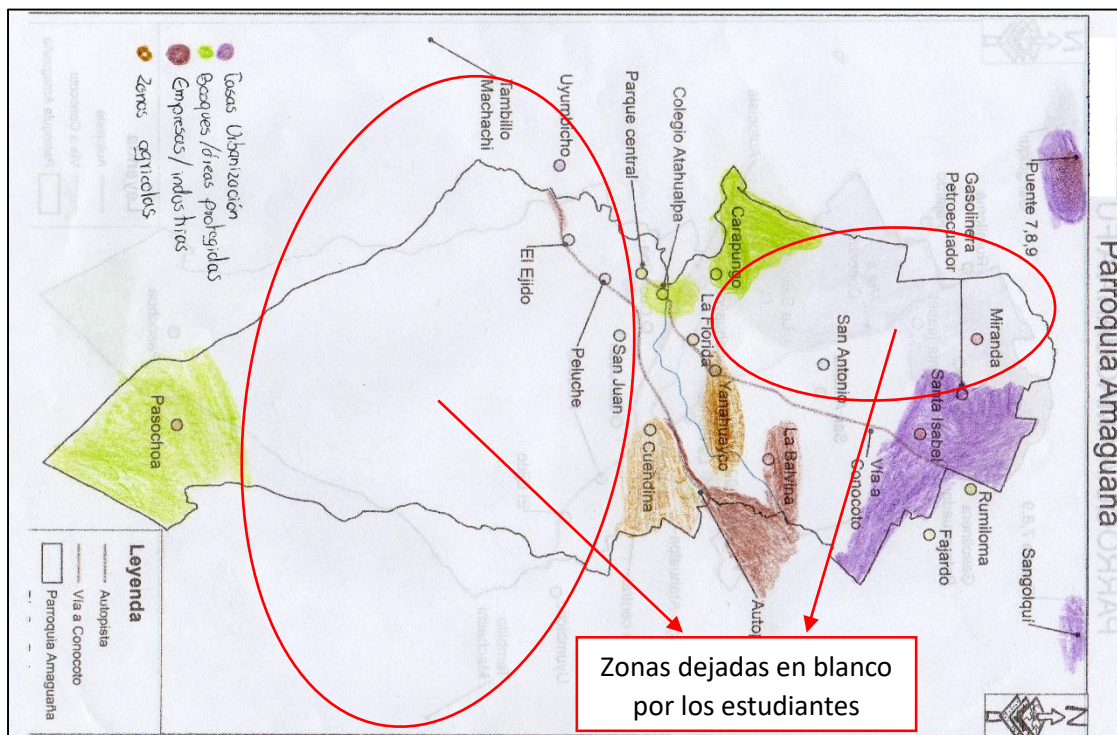 Parroquia Amaguaña
Puente 7,8,9
Gasolinera
Petroecuador
Miranda
Santa Isabel
Rumiloma
Fajardo
Sangolquí
Vía a
Conocoto
San Antonio
Carapungo
Colegio Atahualpa
Parque central
La Florida
Yanahuayco
La Balvina
Autop
Cuendina
San Juan
Peluche
El Ejido
Uyumbicho
Tambillo
Machachi
Pasochoa
Casas Urbanización
Bosques /áreas protegidas
Empresas / industrias
Zonas agrícolas
Leyenda
Autopista
Vía a Conocoto
Parroquia Amaguaña
N
Zonas dejadas en blanco
por los estudiantes